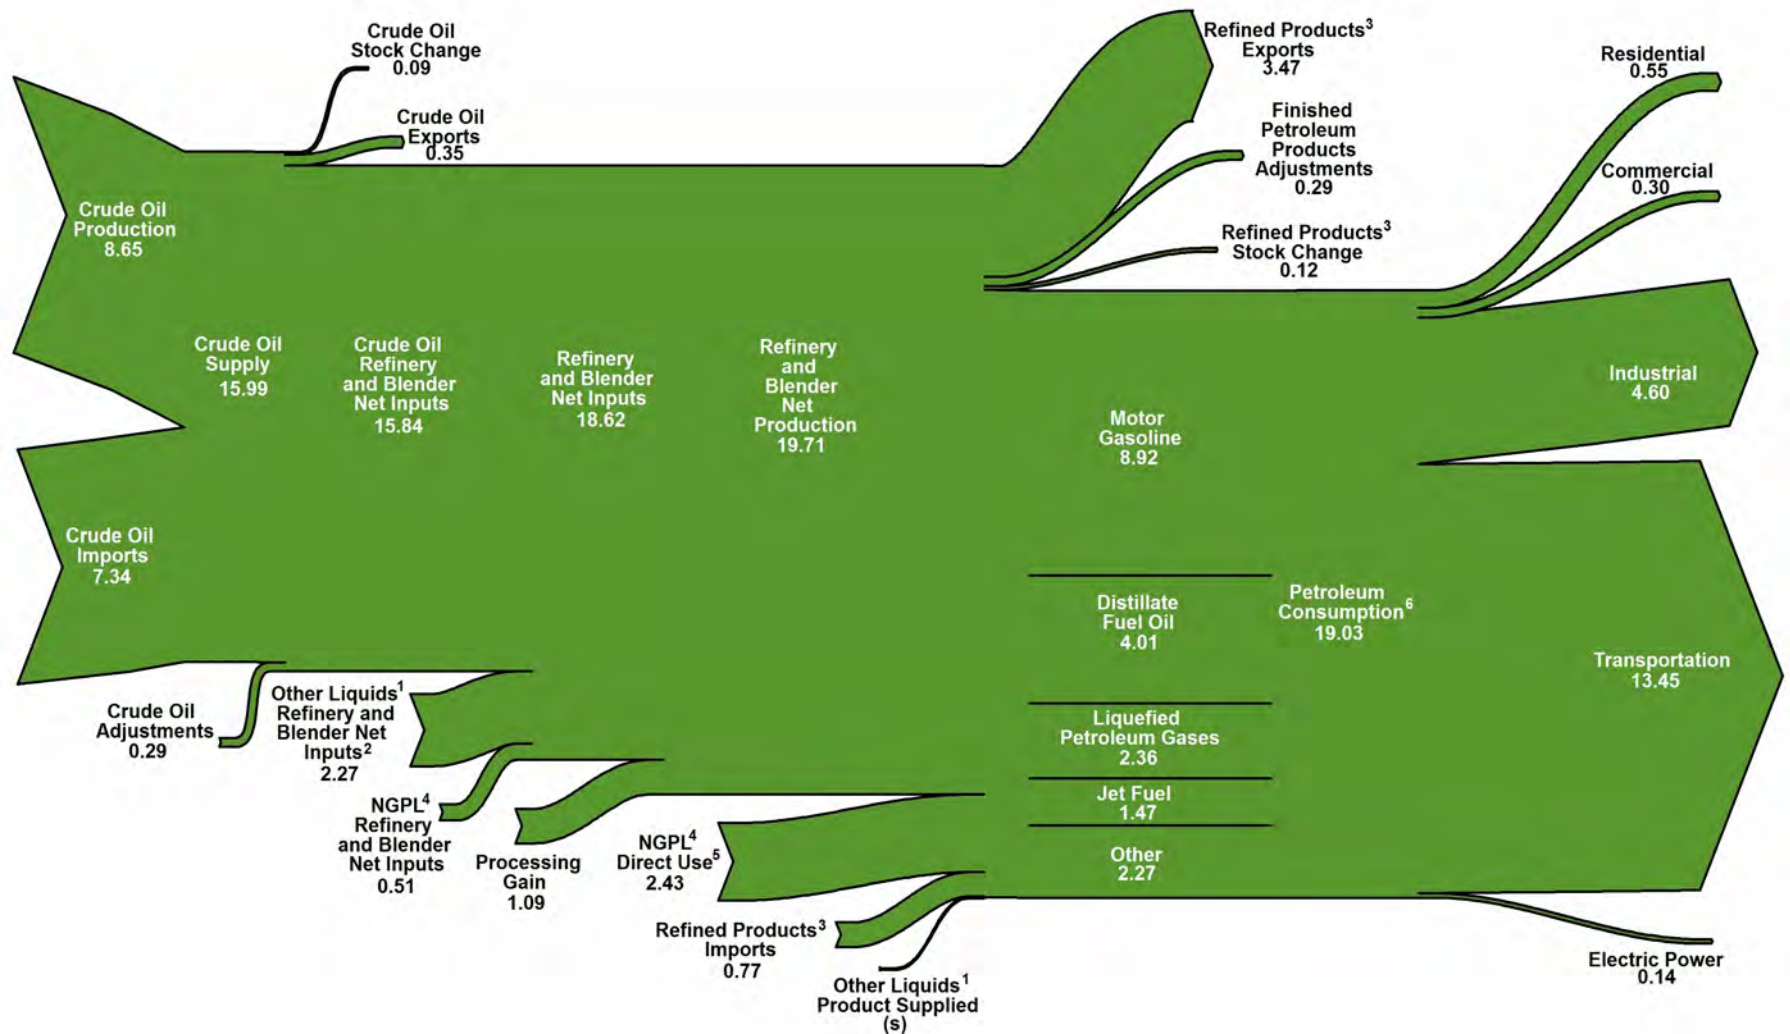 Crude Oil
Stock Change
0.09
Crude Oil
Exports
0.35
Refined Products³
Exports
3.47
Finished
Petroleum
Products
Adjustments
0.29
Refined Products³
Stock Change
0.12
Residential
0.55
Commercial
0.30
Crude Oil
Production
8.65
Crude Oil
Supply
15.99
Crude Oil
Refinery
and Blender
Net Inputs
15.84
Refinery
and Blender
Net Inputs
18.62
Refinery
and
Blender
Net
Production
19.71
Motor
Gasoline
8.92
Industrial
4.60
Crude Oil
Imports
7.34
Distillate
Fuel Oil
4.01
Petroleum
Consumption⁶
19.03
Transportation
13.45
Crude Oil
Adjustments
0.29
Other Liquids¹
Refinery and
Blender Net
Inputs²
2.27
Liquefied
Petroleum Gases
2.36
Jet Fuel
1.47
NGPL⁴
Refinery
and Blender
Net Inputs
0.51
Processing
Gain
1.09
NGPL⁴
Direct Use⁵
2.43
Other
2.27
Refined Products³
Imports
0.77
Other Liquids¹
Product Supplied
(s)
Electric Power
0.14